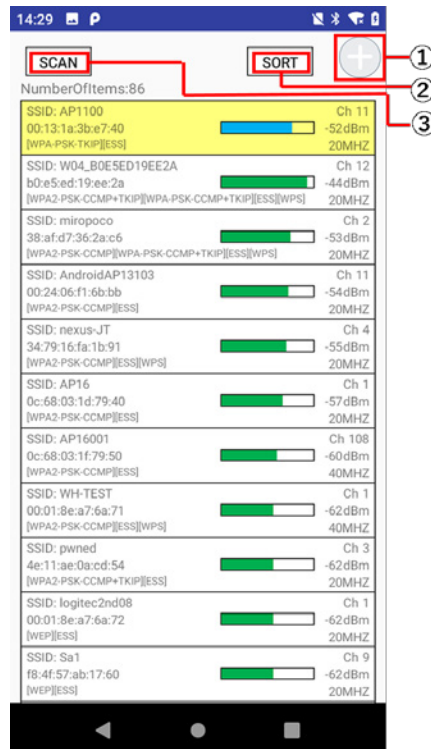 14:29
①
SCAN
SORT
②
NumberOfItems:86
③
SSID: AP1100 Ch 11
00:13:1a:3b:e7:40 -52dBm
[WPA-PSK-TKIP][ESS] 20MHZ
SSID: W04_B0E5ED19EE2A Ch 12
b0:e5:ed:19:ee:2a -44dBm
[WPA2-PSK-CCMP+TKIP][WPA-PSK-CCMP+TKIP][ESS][WPS] 20MHZ
SSID: miropoco Ch 2
38:af:d7:36:2a:c6 -53dBm
[WPA2-PSK-CCMP][WPA-PSK-CCMP+TKIP][ESS][WPS] 20MHZ
SSID: AndroidAP13103 Ch 11
00:24:06:f1:6b:bb -54dBm
[WPA2-PSK-CCMP][ESS] 20MHZ
SSID: nexus-JT Ch 4
34:79:16:fa:1b:91 -55dBm
[WPA2-PSK-CCMP][ESS][WPS] 20MHZ
SSID: AP16 Ch 1
0c:68:03:1d:79:40 -57dBm
[WPA2-PSK-CCMP][ESS] 20MHZ
SSID: AP16001 Ch 108
0c:68:03:1f:79:50 -60dBm
[WPA2-PSK-CCMP][ESS] 40MHZ
SSID: WH-TEST Ch 1
00:01:8e:a7:6a:71 -62dBm
[WPA2-PSK-CCMP][ESS][WPS] 40MHZ
SSID: pwned Ch 3
4e:11:ae:0a:cd:54 -62dBm
[WPA2-PSK-CCMP+TKIP][ESS] 20MHZ
SSID: logitec2nd08 Ch 1
00:01:8e:a7:6a:72 -62dBm
[WEP][ESS] 20MHZ
SSID: Sa1 Ch 9
f8:4f:57:ab:17:60 -62dBm
[WEP][ESS] 20MHZ